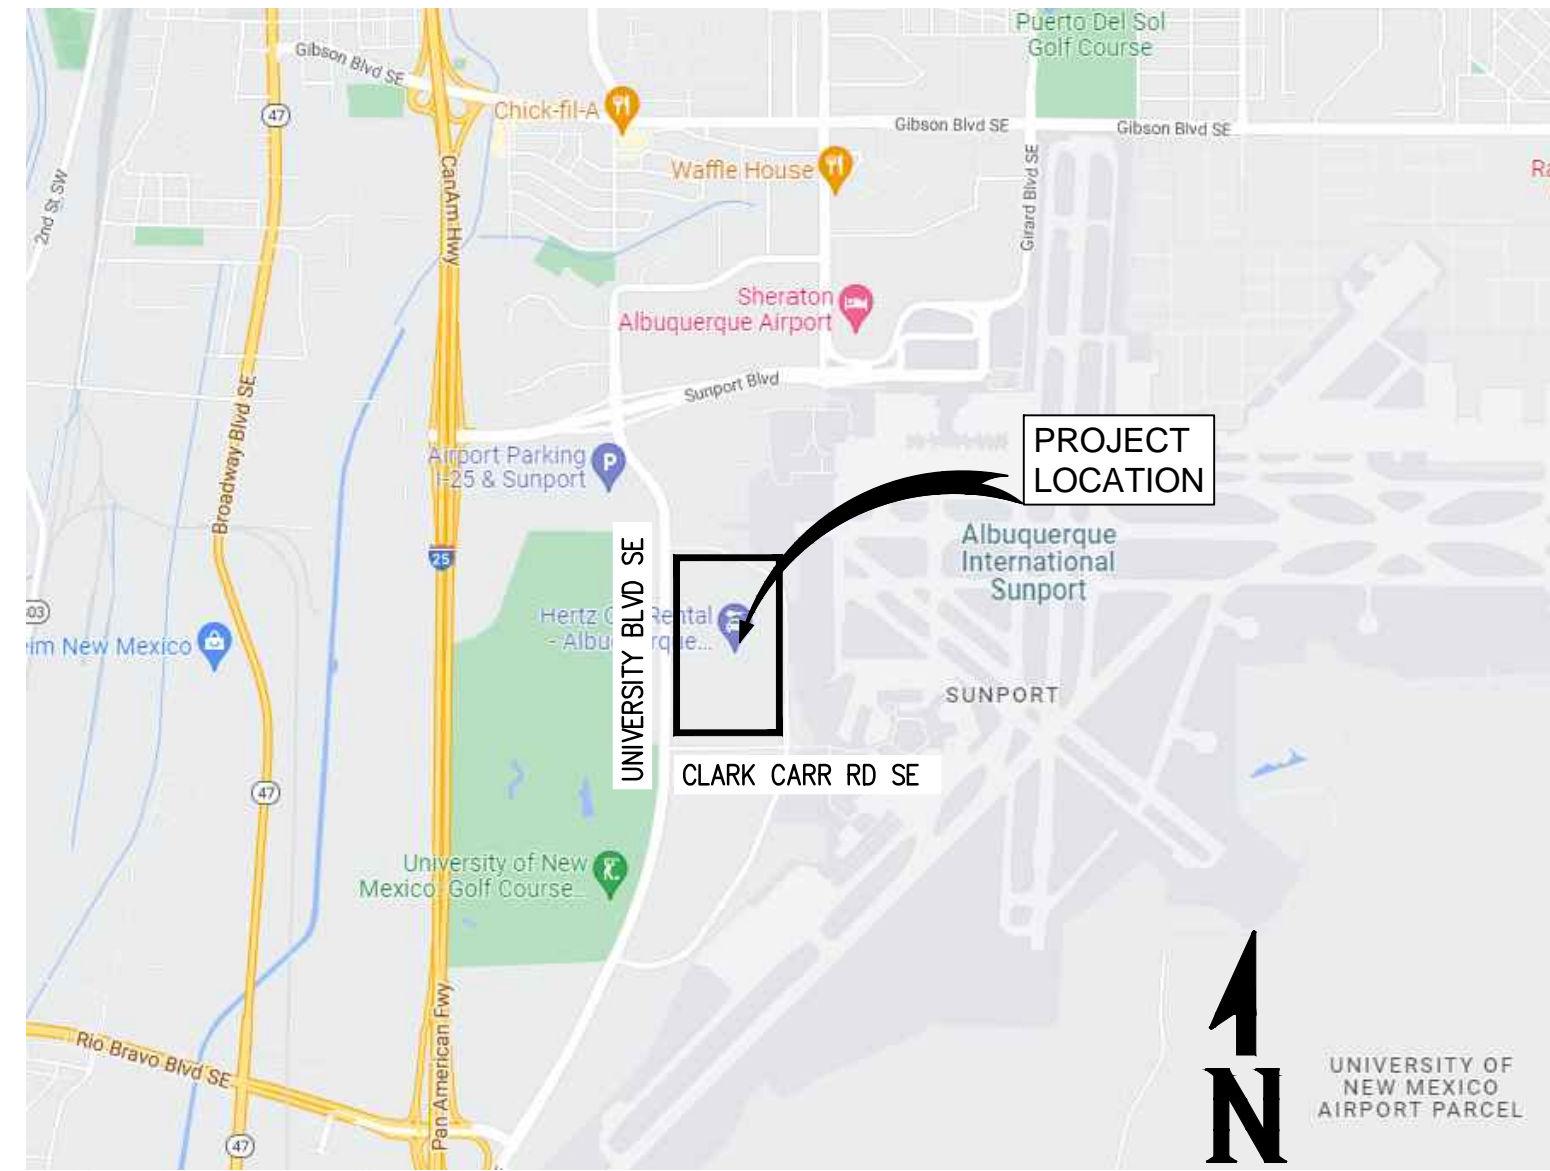 Puerto Del Sol
Golf Course
Gibson Blvd SE
47
Chick-fil-A
Gibson Blvd SE
Gibson Blvd SE
Waffle House
CanAm Hwy
2nd St SW
Girard Blvd SE
Sheraton
Albuquerque Airport
Sunport Blvd
Broadway Blvd SE
Airport Parking
I-25 & Sunport
PROJECT
LOCATION
Albuquerque
International
Sunport
25
UNIVERSITY BLVD SE
Hertz Rental
- Albu rque...
im New Mexico
SUNPORT
CLARK CARR RD SE
47
University of New
Mexico Golf Course...
Pan American Fwy
Rio Bravo Blvd SE
47
N
UNIVERSITY OF
NEW MEXICO
AIRPORT PARCEL